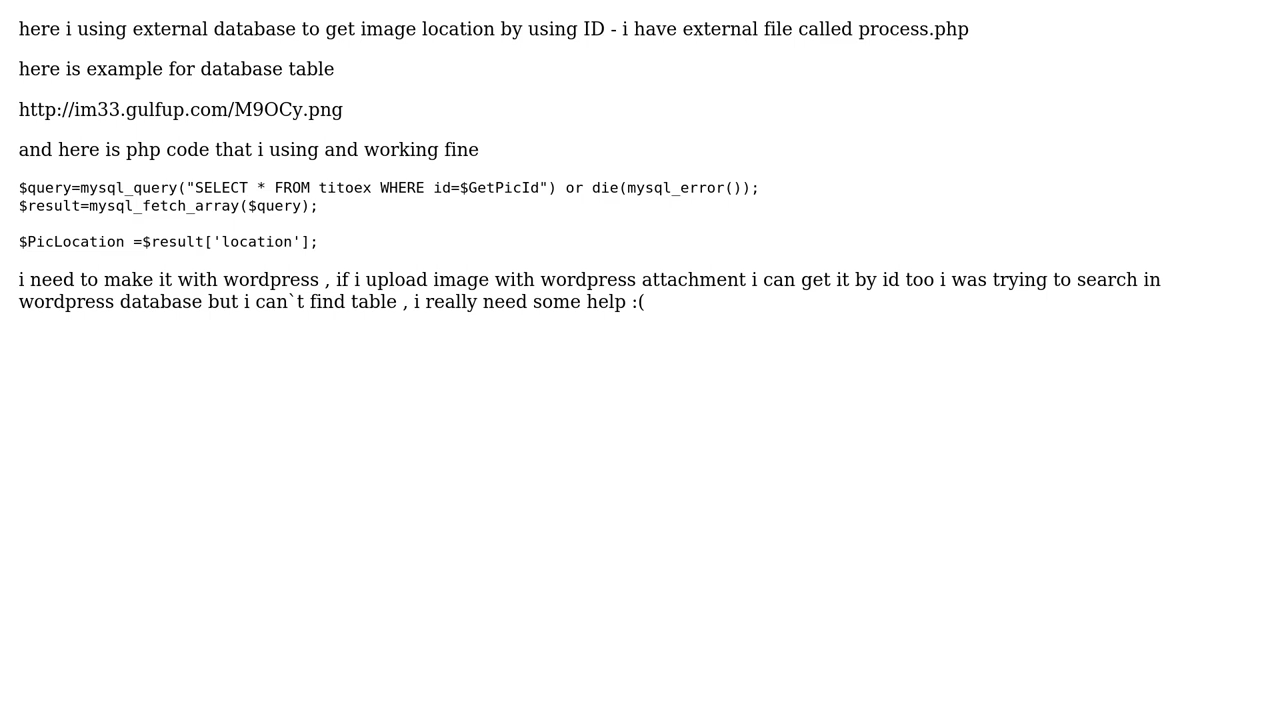 here i using external database to get image location by using ID - i have external file called process.php
here is example for database table
http://im33.gulfup.com/M9OCy.png
and here is php code that i using and working fine
$query=mysql_query("SELECT * FROM titoex WHERE id=$GetPicId") or die(mysql_error());
$result=mysql_fetch_array($query);
$PicLocation =$result['location'];
i need to make it with wordpress , if i upload image with wordpress attachment i can get it by id too i was trying to search in
wordpress database but i can`t find table , i really need some help :(